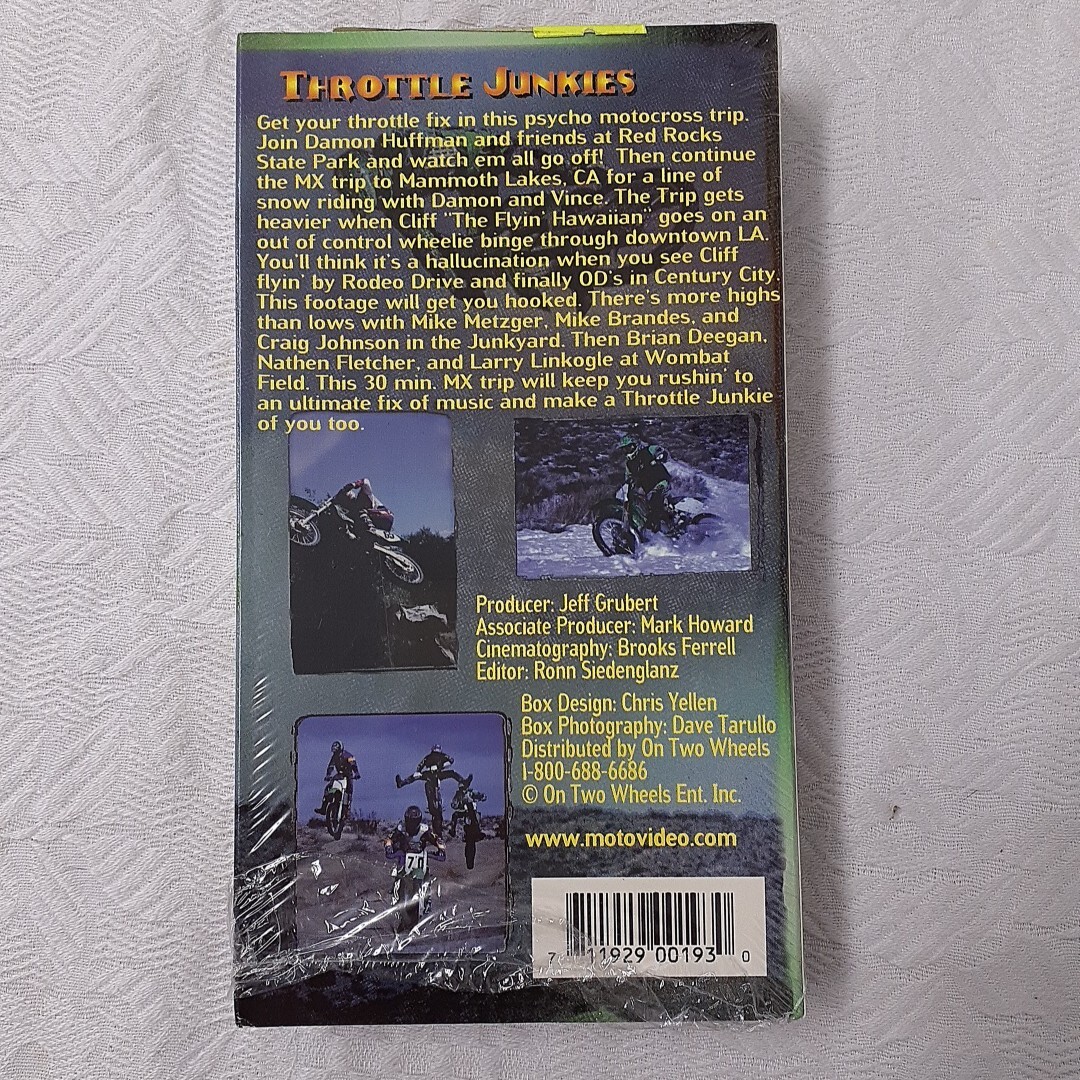 THROTTLE JUNKIES
Get your throttle fix in this psycho motocross trip.
Join Damon Huffman and friends at Red Rocks
State Park and watch em all go off! Then continue
the MX trip to Mammoth Lakes, CA for a line of
snow riding with Damon and Vince. The Trip gets
heavier when Cliff "The Flyin' Hawaiian" goes on an
out of control wheelie binge through downtown LA.
You'll think it's a hallucination when you see Cliff
flyin' by Rodeo Drive and finally OD's in Century City.
This footage will get you hooked. There's more highs
than lows with Mike Metzger, Mike Brandes, and
Craig Johnson in the Junkyard. Then Brian Deegan,
Nathen Fletcher, and Larry Linkogle at Wombat
Field. This 30 min. MX trip will keep you rushin' to
an ultimate fix of music and make a Throttle Junkie
of you too.
Producer: Jeff Grubert
Associate Producer: Mark Howard
Cinematography: Brooks Ferrell
Editor: Ronn Siedenglanz
Box Design: Chris Yellen
Box Photography: Dave Tarullo
Distributed by On Two Wheels
1-800-688-6686
© On Two Wheels Ent. Inc.
www.motovideo.com
70
7 11929 00193 0